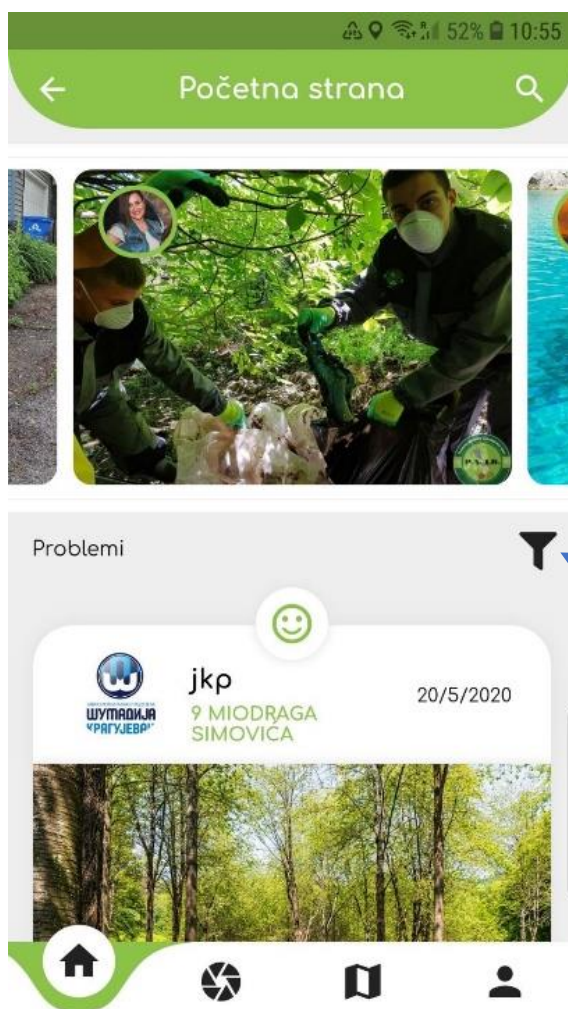 52% 10:55
Početna strana
Problemi
jkp
20/5/2020
9 MIODRAGA
SIMOVIĆA
ШУМАДИЈА
КРАГУЈЕВАЦ